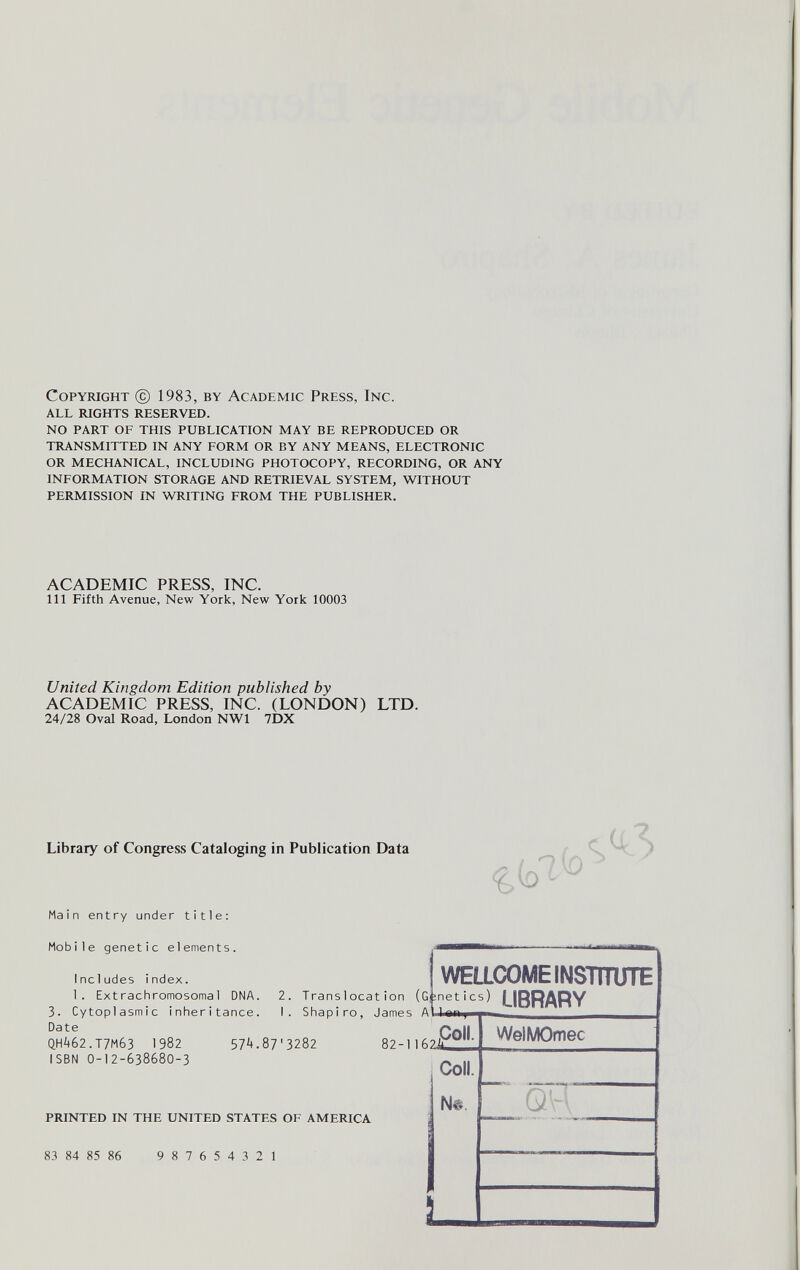 COPYRIGHT © 1983, BY ACADEMIC PRESS, INC.
ALL RIGHTS RESERVED.
NO PART OF THIS PUBLICATION MAY BE REPRODUCED OR
TRANSMITTED IN ANY FORM OR BY ANY MEANS, ELECTRONIC
OR MECHANICAL, INCLUDING PHOTOCOPY, RECORDING, OR ANY
INFORMATION STORAGE AND RETRIEVAL SYSTEM, WITHOUT
PERMISSION IN WRITING FROM THE PUBLISHER.
ACADEMIC PRESS, INC.
111 Fifth Avenue, New York, New York 10003
United Kingdom Edition published by
ACADEMIC PRESS, INC. (LONDON) LTD.
24/28 Oval Road, London NW1 7DX
Library of Congress Cataloging in Publication Data
Main entry under title:
Mobile genetic elements.
Includes index.
1. Extrachromosomal DNA. 2. Translocation (Genetics)
3. Cytoplasmic inheritance. I. Shapiro, James Allen,
Date
QH462.T7M63 1982 574.87'3282 82-11624
ISBN 0-12-638680-3
PRINTED IN THE UNITED STATES OF AMERICA
83 84 85 86 9 8 7 6 5 4 3 2 1
WELLCOME INSTITUTE
LIBRARY
Coll. WelMOmec
Coll.
No. QH